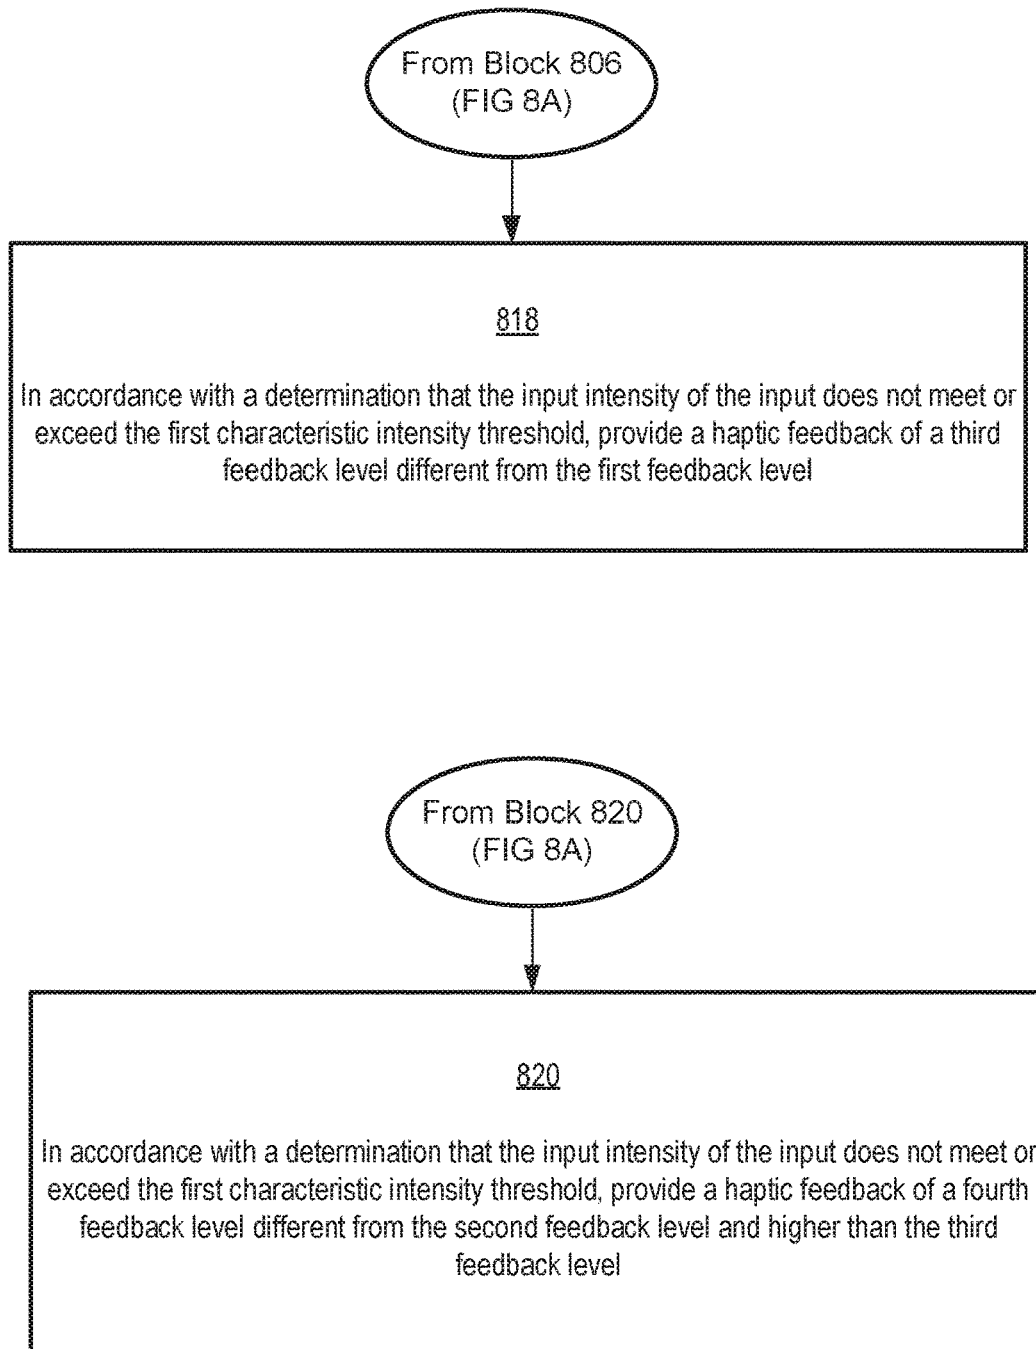 From Block 806
(FIG 8A)
818
In accordance with a determination that the input intensity of the input does not meet or
exceed the first characteristic intensity threshold, provide a haptic feedback of a third
feedback level different from the first feedback level
From Block 820
(FIG 8A)
820
In accordance with a determination that the input intensity of the input does not meet or
exceed the first characteristic intensity threshold, provide a haptic feedback of a fourth
feedback level different from the second feedback level and higher than the third
feedback level